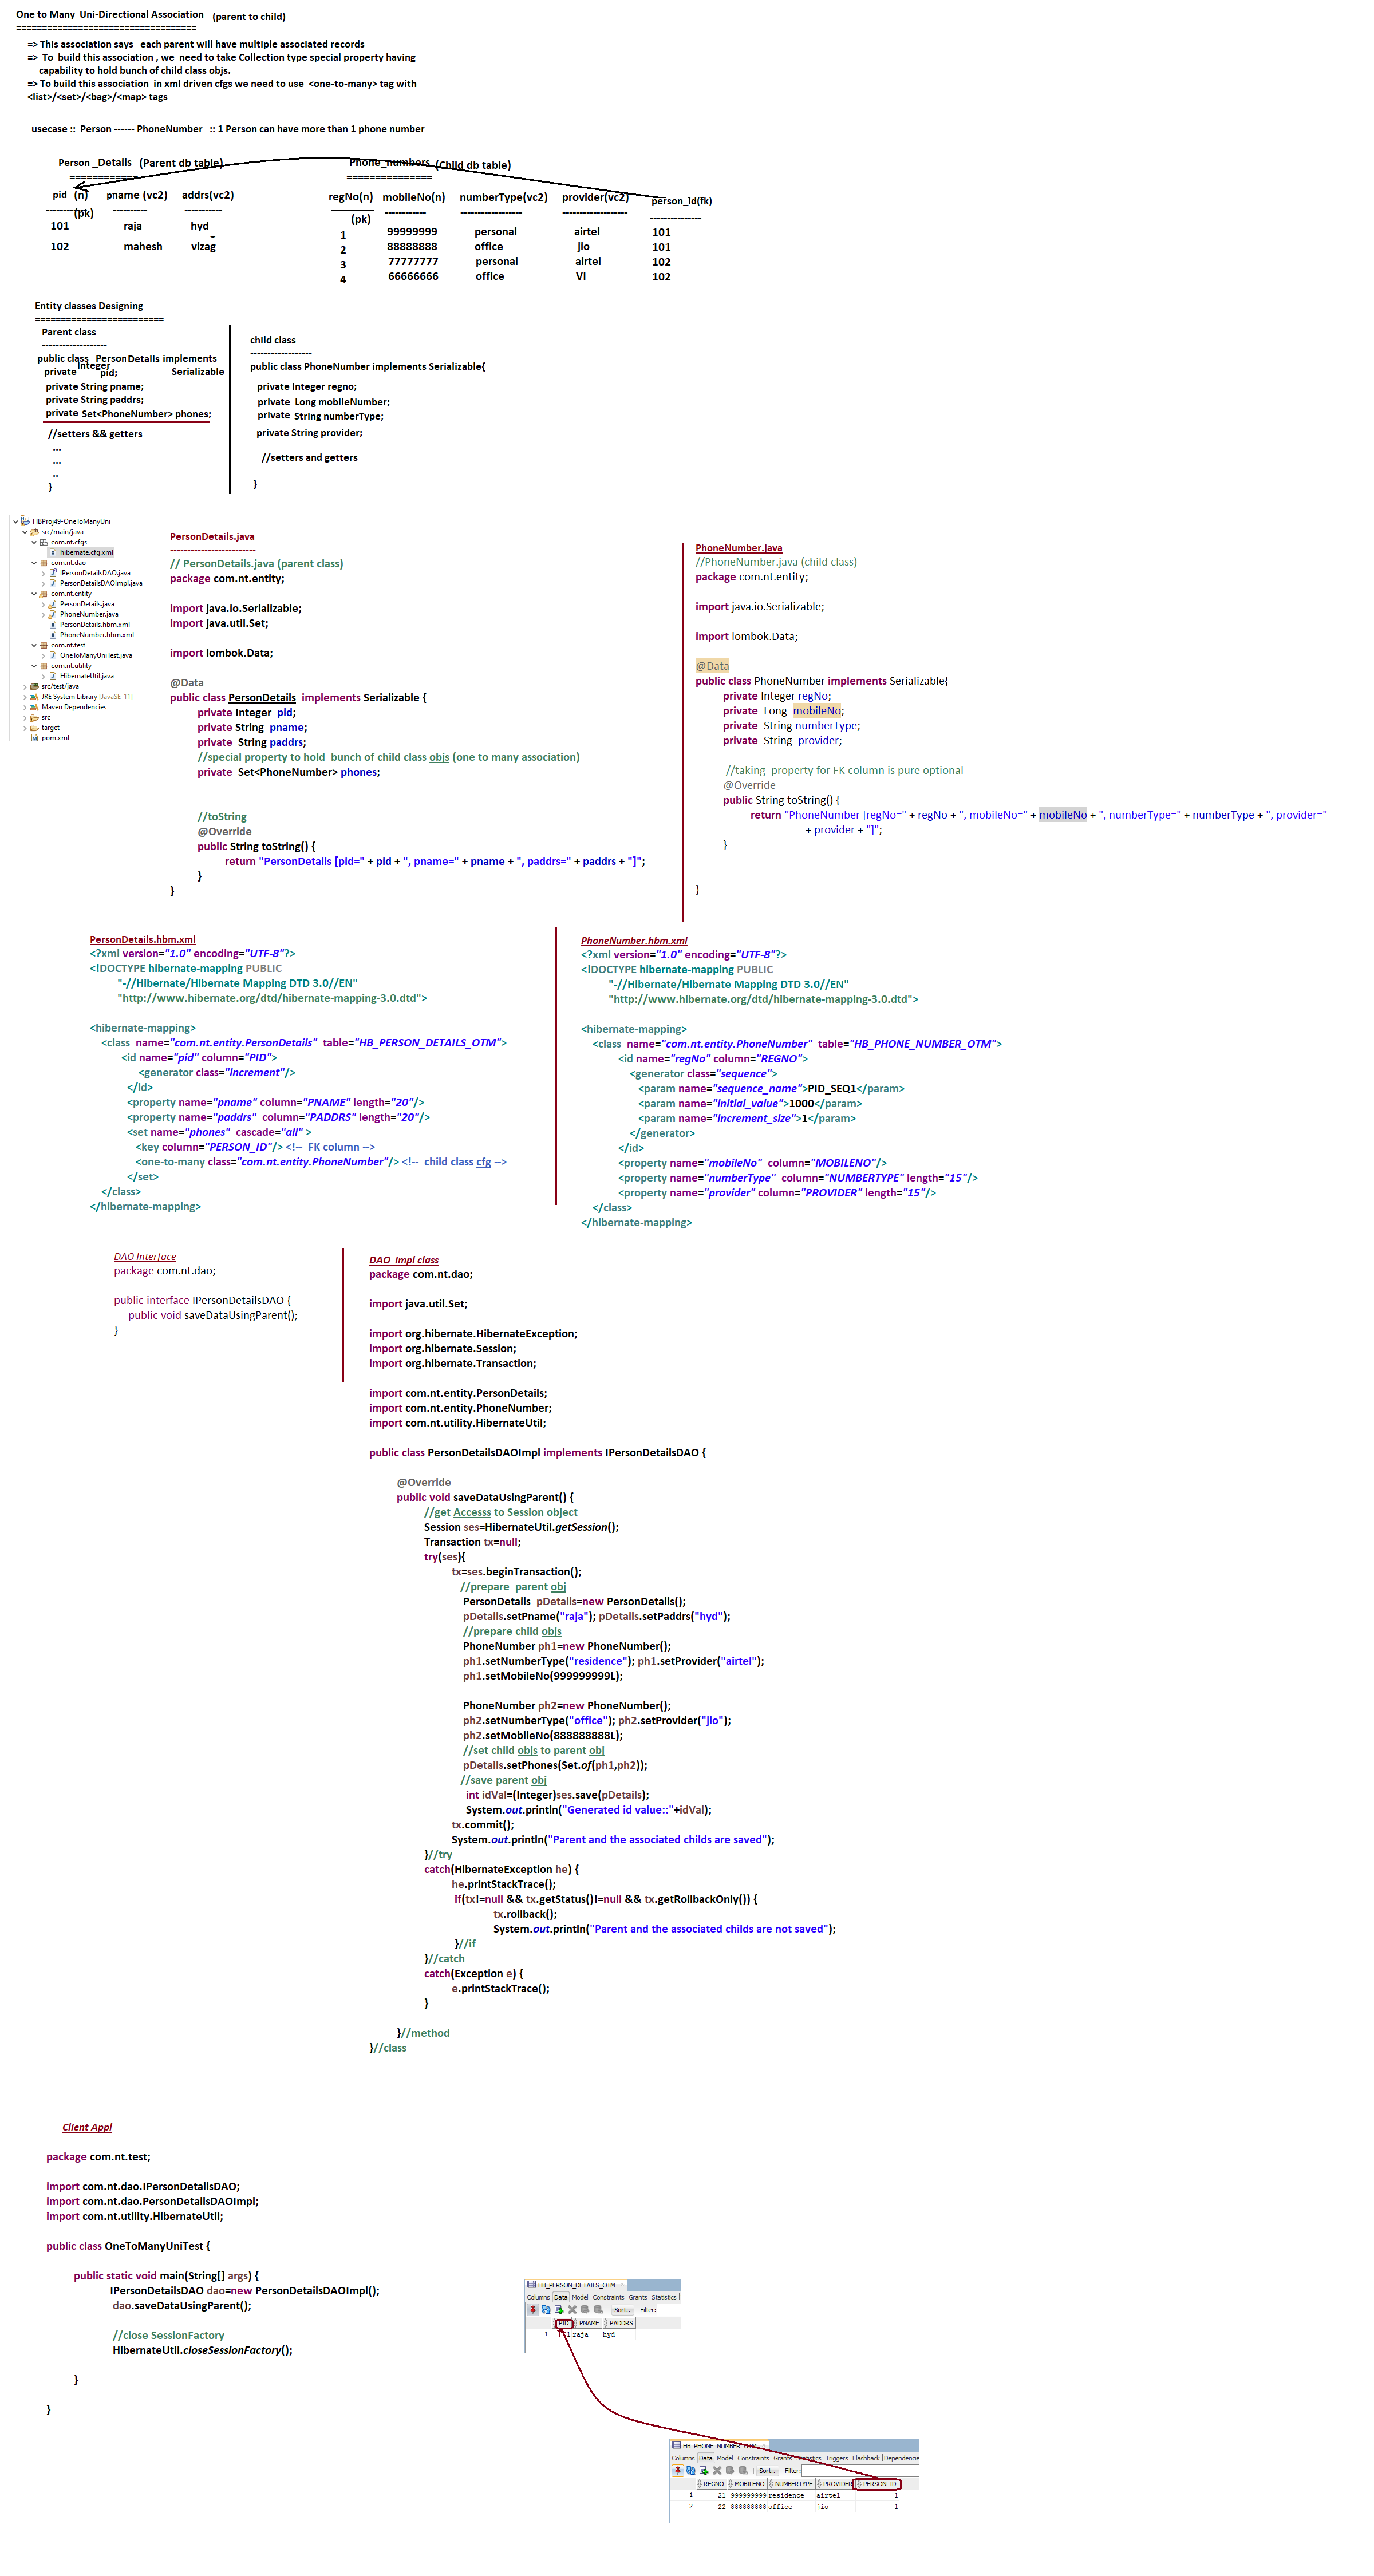 One to Many  Uni-Directional Association   (parent to child)
===================================
=> This association says   each parent will have multiple associated records
=>  To  build this association , we  need to take Collection type special property having
capability to hold bunch of child class objs.
=> To build this association  in xml driven cfgs we need to use  <one-to-many> tag with
<list>/<set>/<bag>/<map> tags
usecase ::  Person ------ PhoneNumber   :: 1 Person can have more than 1 phone number
Person _Details   (Parent db table)
============
pid (n) (pk)   pname (vc2)   addrs(vc2)
-----------   ----------   -----------
101   raja   hyd
102   mahesh   vizag
Phone_numbers (Child db table)
===============
regNo(n) (pk)   mobileNo(n)   numberType(vc2)   provider(vc2)   person_id(fk)
------------   ------------------   -------------------   ---------------
1   99999999   personal   airtel   101
2   88888888   office   jio   101
3   77777777   personal   airtel   102
4   66666666   office   VI   102
Entity classes Designing
=========================
Parent class
-------------------
public class   Person Details implements Serializable
private Integer pid;
private String pname;
private String paddrs;
private  Set<PhoneNumber> phones;
//setters && getters
...
...
..
}
child class
------------------
public class PhoneNumber implements Serializable{
private Integer regno;
private  Long mobileNumber;
private  String numberType;
private String provider;
//setters and getters
}
HBProj49-OneToManyUni
src/main/java
com.nt.cfgs
hibernate.cfg.xml
com.nt.dao
IPersonDetailsDAO.java
PersonDetailsDAOImpl.java
com.nt.entity
PersonDetails.java
PhoneNumber.java
PersonDetails.hbm.xml
PhoneNumber.hbm.xml
com.nt.test
OneToManyUniTest.java
com.nt.utility
HibernateUtil.java
src/test/java
JRE System Library [JavaSE-11]
Maven Dependencies
src
target
pom.xml
PersonDetails.java
-------------------------
// PersonDetails.java (parent class)
package com.nt.entity;
import java.io.Serializable;
import java.util.Set;
import lombok.Data;
@Data
public class PersonDetails  implements Serializable {
private Integer  pid;
private String  pname;
private  String paddrs;
//special property to hold  bunch of child class objs (one to many association)
private  Set<PhoneNumber> phones;
//toString
@Override
public String toString() {
return "PersonDetails [pid=" + pid + ", pname=" + pname + ", paddrs=" + paddrs + "]";
}
}
PhoneNumber.java
//PhoneNumber.java (child class)
package com.nt.entity;
import java.io.Serializable;
import lombok.Data;
@Data
public class PhoneNumber implements Serializable{
private Integer regNo;
private  Long  mobileNo;
private  String numberType;
private  String  provider;
//taking  property for FK column is pure optional
@Override
public String toString() {
return "PhoneNumber [regNo=" + regNo + ", mobileNo=" + mobileNo + ", numberType=" + numberType + ", provider="
+ provider + "]";
}
}
PersonDetails.hbm.xml
<?xml version="1.0" encoding="UTF-8"?>
<!DOCTYPE hibernate-mapping PUBLIC
"-//Hibernate/Hibernate Mapping DTD 3.0//EN"
"http://www.hibernate.org/dtd/hibernate-mapping-3.0.dtd">
<hibernate-mapping>
<class  name="com.nt.entity.PersonDetails"  table="HB_PERSON_DETAILS_OTM">
<id name="pid" column="PID">
<generator class="increment"/>
</id>
<property name="pname" column="PNAME" length="20"/>
<property name="paddrs"  column="PADDRS" length="20"/>
<set name="phones"  cascade="all" >
<key column="PERSON_ID"/> <!--  FK column -->
<one-to-many class="com.nt.entity.PhoneNumber"/> <!--  child class cfg -->
</set>
</class>
</hibernate-mapping>
PhoneNumber.hbm.xml
<?xml version="1.0" encoding="UTF-8"?>
<!DOCTYPE hibernate-mapping PUBLIC
"-//Hibernate/Hibernate Mapping DTD 3.0//EN"
"http://www.hibernate.org/dtd/hibernate-mapping-3.0.dtd">
<hibernate-mapping>
<class  name="com.nt.entity.PhoneNumber"  table="HB_PHONE_NUMBER_OTM">
<id name="regNo" column="REGNO">
<generator class="sequence">
<param name="sequence_name">PID_SEQ1</param>
<param name="initial_value">1000</param>
<param name="increment_size">1</param>
</generator>
</id>
<property name="mobileNo"  column="MOBILENO"/>
<property name="numberType"  column="NUMBERTYPE" length="15"/>
<property name="provider" column="PROVIDER" length="15"/>
</class>
</hibernate-mapping>
DAO Interface
package com.nt.dao;
public interface IPersonDetailsDAO {
public void saveDataUsingParent();
}
DAO  Impl class
package com.nt.dao;
import java.util.Set;
import org.hibernate.HibernateException;
import org.hibernate.Session;
import org.hibernate.Transaction;
import com.nt.entity.PersonDetails;
import com.nt.entity.PhoneNumber;
import com.nt.utility.HibernateUtil;
public class PersonDetailsDAOImpl implements IPersonDetailsDAO {
@Override
public void saveDataUsingParent() {
//get Accesss to Session object
Session ses=HibernateUtil.getSession();
Transaction tx=null;
try(ses){
tx=ses.beginTransaction();
//prepare  parent obj
PersonDetails  pDetails=new PersonDetails();
pDetails.setPname("raja"); pDetails.setPaddrs("hyd");
//prepare child objs
PhoneNumber ph1=new PhoneNumber();
ph1.setNumberType("residence"); ph1.setProvider("airtel");
ph1.setMobileNo(999999999L);
PhoneNumber ph2=new PhoneNumber();
ph2.setNumberType("office"); ph2.setProvider("jio");
ph2.setMobileNo(888888888L);
//set child objs to parent obj
pDetails.setPhones(Set.of(ph1,ph2));
//save parent obj
int idVal=(Integer)ses.save(pDetails);
System.out.println("Generated id value::"+idVal);
tx.commit();
System.out.println("Parent and the associated childs are saved");
}//try
catch(HibernateException he) {
he.printStackTrace();
if(tx!=null && tx.getStatus()!=null && tx.getRollbackOnly()) {
tx.rollback();
System.out.println("Parent and the associated childs are not saved");
}//if
}//catch
catch(Exception e) {
e.printStackTrace();
}
}//method
}//class
Client Appl
package com.nt.test;
import com.nt.dao.IPersonDetailsDAO;
import com.nt.dao.PersonDetailsDAOImpl;
import com.nt.utility.HibernateUtil;
public class OneToManyUniTest {
public static void main(String[] args) {
IPersonDetailsDAO dao=new PersonDetailsDAOImpl();
dao.saveDataUsingParent();
//close SessionFactory
HibernateUtil.closeSessionFactory();
}
}
HB_PERSON_DETAILS_OTM
Columns Data Model Constraints Grants Statistics
Sort.. Filter:
PID PNAME PADDRS
1 1 raja hyd
HB_PHONE_NUMBER_OTM
Columns Data Model Constraints Grants Statistics Triggers Flashback Dependencie
Sort.. Filter:
REGNO MOBILENO NUMBERTYPE PROVIDER PERSON_ID
1 21 999999999 residence airtel 1
2 22 888888888 office jio 1